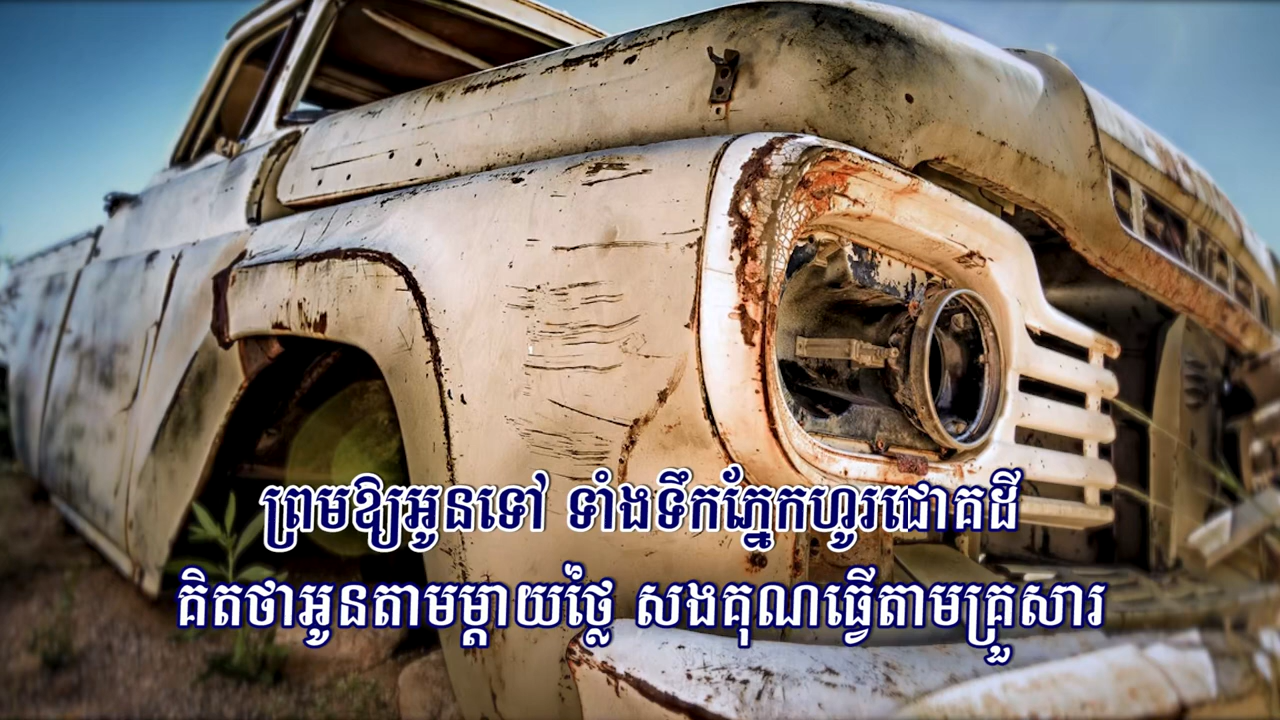 ព្រមឱ្យអូនទៅ ទាំងទឹកភ្នែកហូរជោគដី
គិតថាអូនតាមម្ដាយថ្លៃ សងគុណធ្វើតាមគ្រួសារ